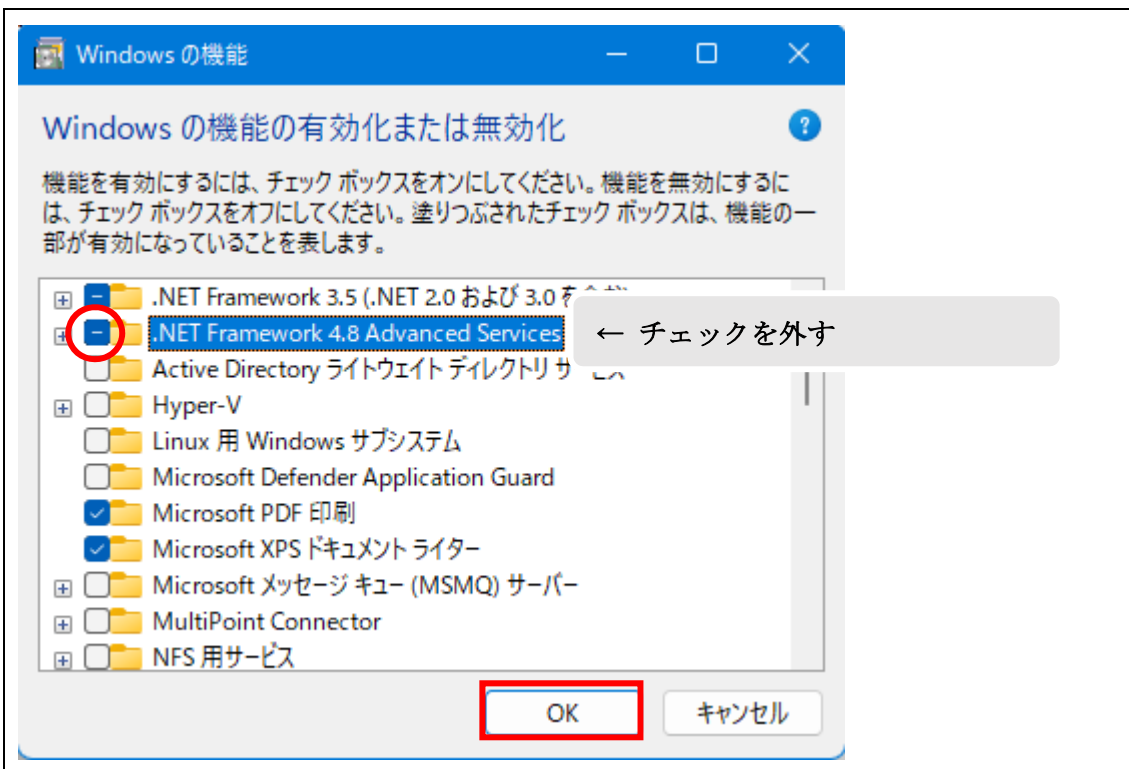 Windows の機能
Windows の機能の有効化または無効化
機能を有効にするには、チェック ボックスをオンにしてください。機能を無効にするに
は、チェック ボックスをオフにしてください。塗りつぶされたチェック ボックスは、機能の一
部が有効になっていることを表します。
.NET Framework 3.5 (.NET 2.0 および 3.0
.NET Framework 4.8 Advanced Services
← チェックを外す
Active Directory ライトウェイト ディレクトリ
Hyper-V
Linux 用 Windows サブシステム
Microsoft Defender Application Guard
Microsoft PDF 印刷
Microsoft XPS ドキュメント ライター
Microsoft メッセージ キュー (MSMQ) サーバー
MultiPoint Connector
NFS 用サービス
OK
キャンセル